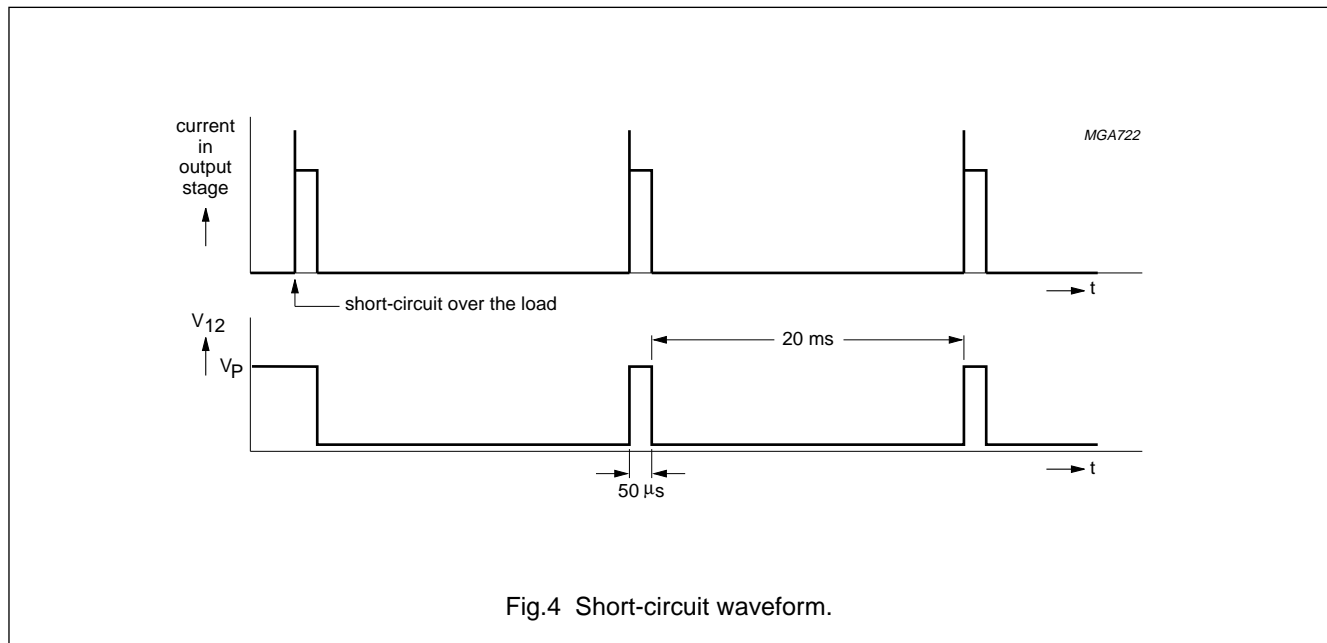 current
in
output
stage
MGA722
t
short-circuit over the load
V12
VP
20 ms
t
50 µs
Fig.4 Short-circuit waveform.